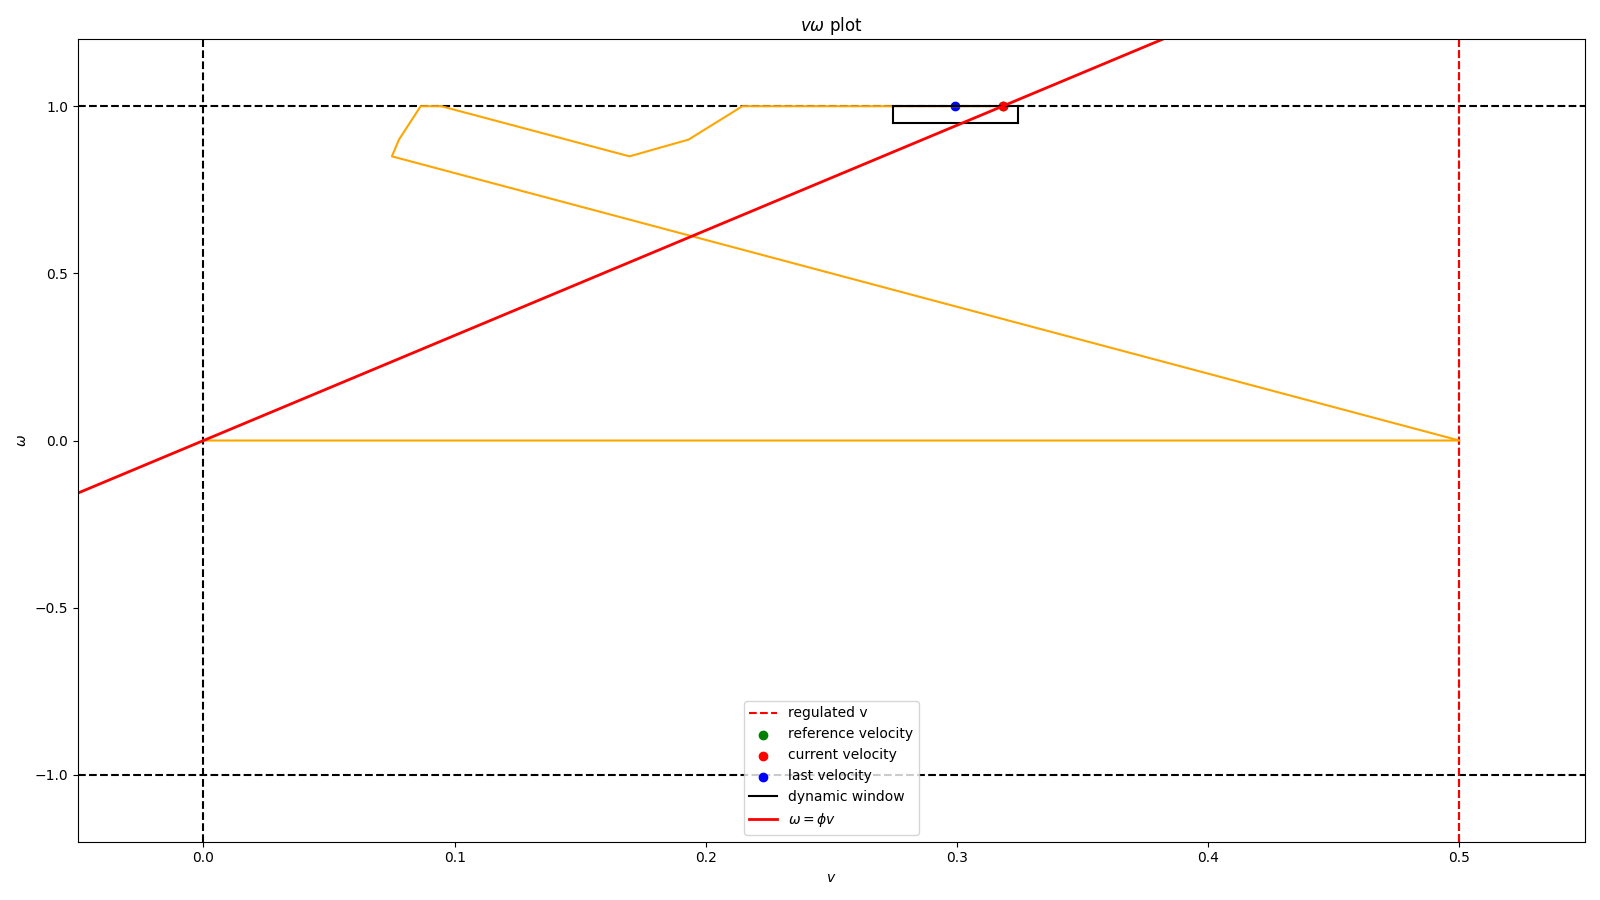 vω plot
ω
1.0
0.5
0.0
−0.5
−1.0
regulated v
reference velocity
current velocity
last velocity
dynamic window
ω = ϕv
0.0 0.1 0.2 0.3 0.4 0.5
v